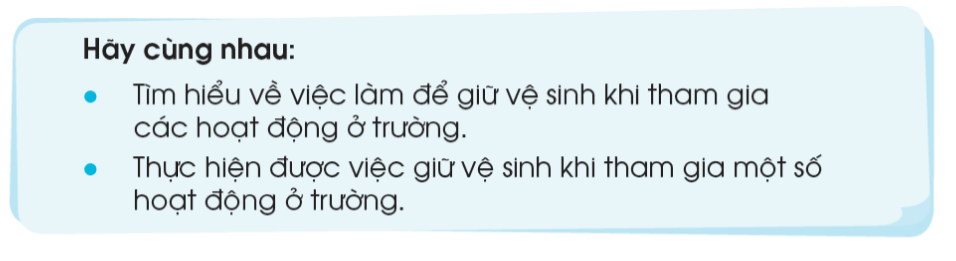 Hãy cùng nhau:
● Tìm hiểu về việc làm để giữ vệ sinh khi tham gia
các hoạt động ở trường.
● Thực hiện được việc giữ vệ sinh khi tham gia một số
hoạt động ở trường.